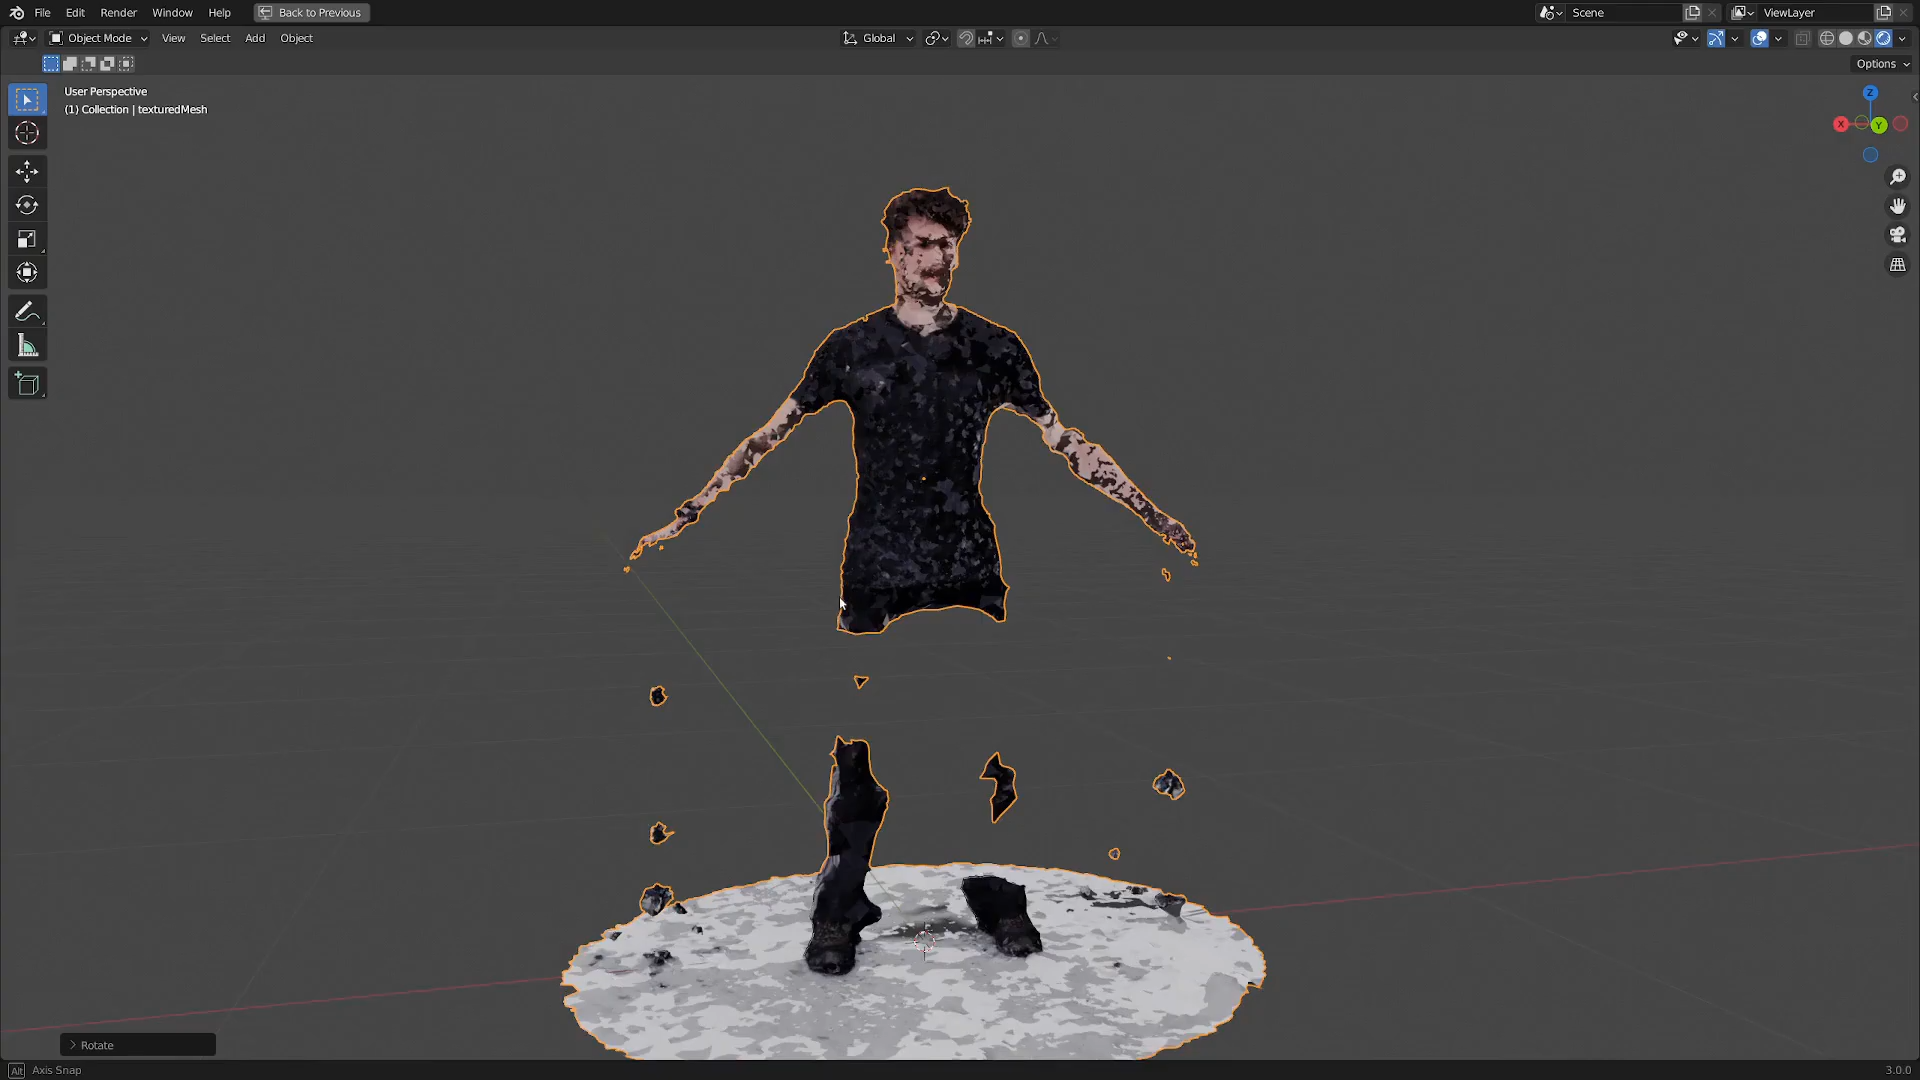 File Edit Render Window Help Back to Previous Scene ViewLayer
Object Mode View Select Add Object Global
Options
User Perspective
(1) Collection | texturedMesh
Z
X Y
Rotate
Alt Axis Snap 3.0.0